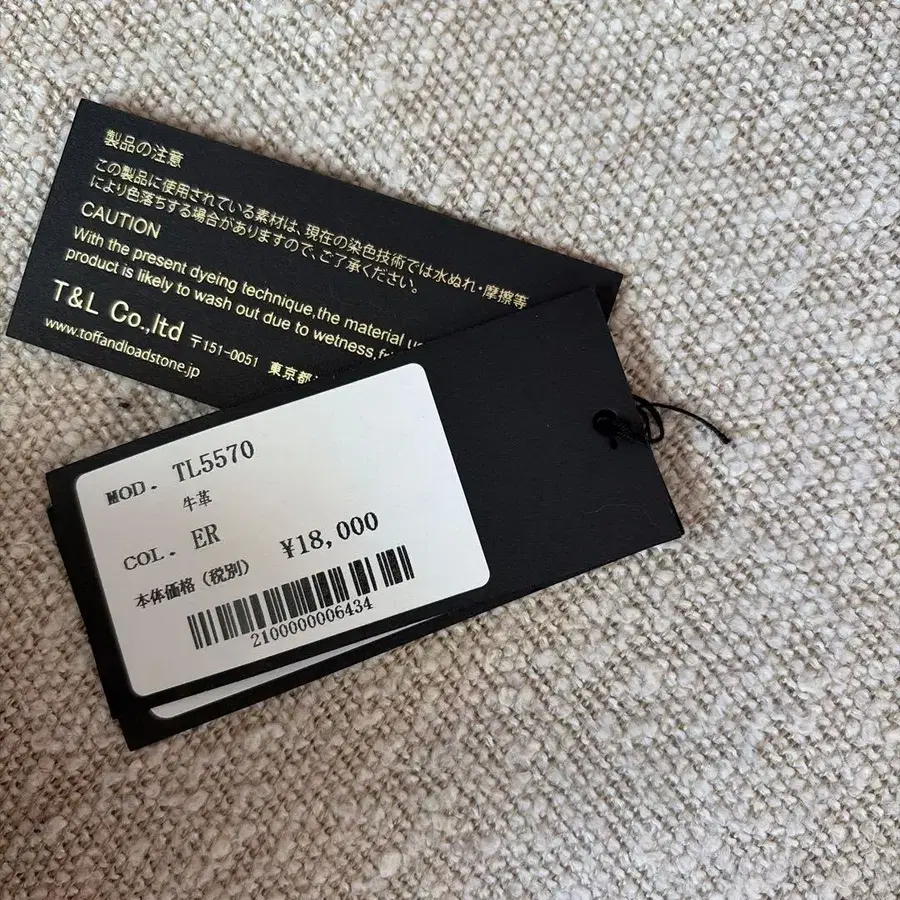 製品の注意
この製品に使用されている素材は、現在の染色技術では水ぬれ・摩擦等
により色落ちする場合がありますので、ご了承ください。
CAUTION
With the present dyeing technique,the material
product is likely to wash out due to wetness,
T&L Co.,ltd 〒151-0051 東京都
www.toffandloadstone.jp
MOD. TL5570
牛革
COL. ER
本体価格(税別) ¥18,000
2100000006434